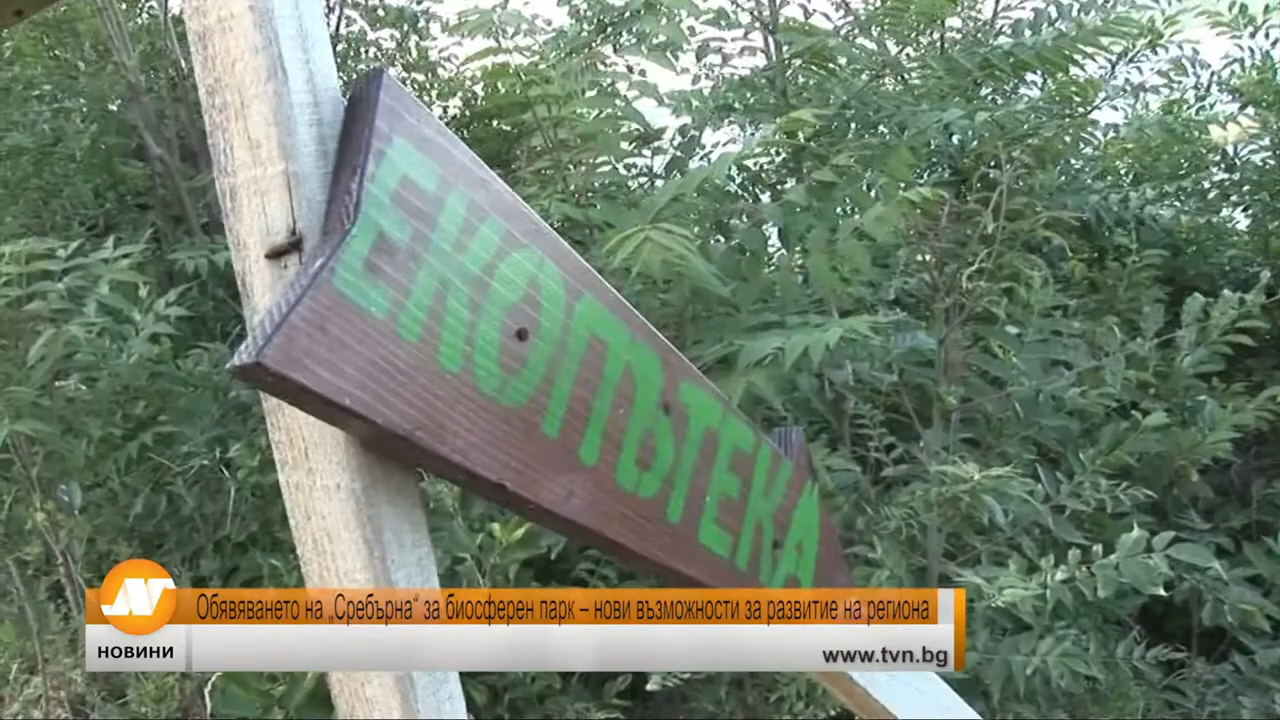 ЕКОПЪТЕКА
Обявяването на „Сребърна“ за биосферен парк – нови възможности за развитие на региона
НОВИНИ
www.tvn.bg